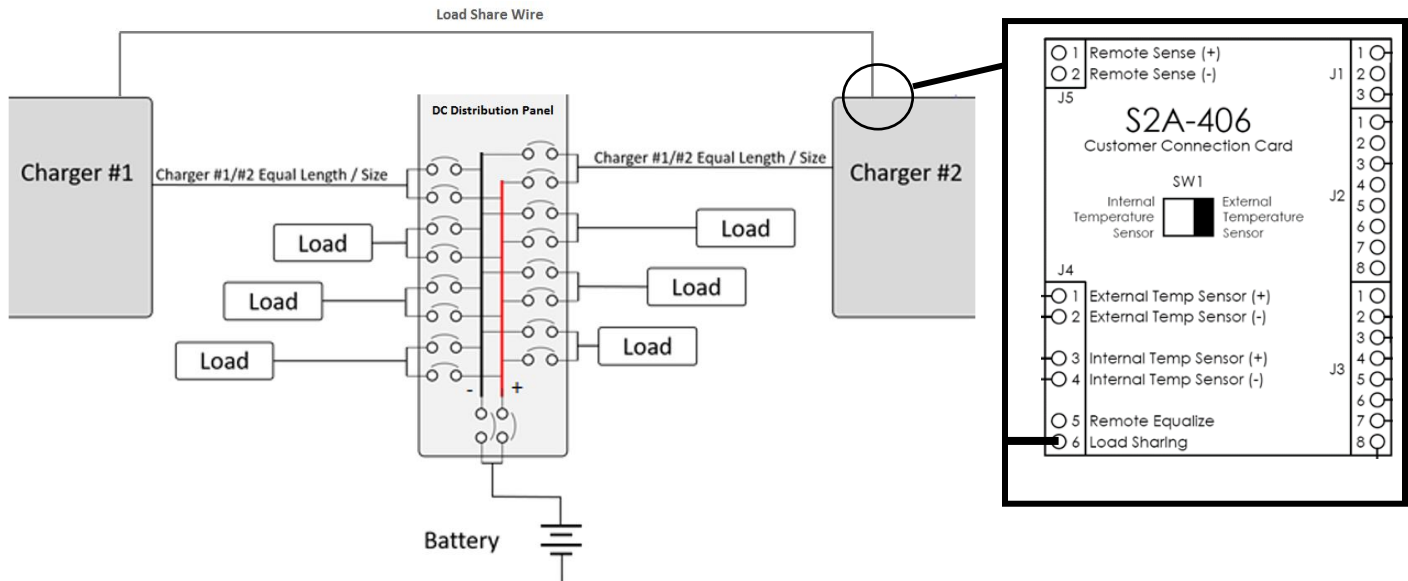 Load Share Wire
DC Distribution Panel
Charger #1
Charger #1/#2 Equal Length / Size
Charger #1/#2 Equal Length / Size
Charger #2
Load
Load
Load
Load
Load
Load
- +
Battery
1 Remote Sense (+)
2 Remote Sense (-)
J5
S2A-406
Customer Connection Card
SW1
Internal
Temperature
Sensor
External
Temperature
Sensor
J4
1 External Temp Sensor (+)
2 External Temp Sensor (-)
3 Internal Temp Sensor (+)
4 Internal Temp Sensor (-)
5 Remote Equalize
6 Load Sharing
J1
1
2
3
J2
1
2
3
4
5
6
7
8
J3
1
2
3
4
5
6
7
8